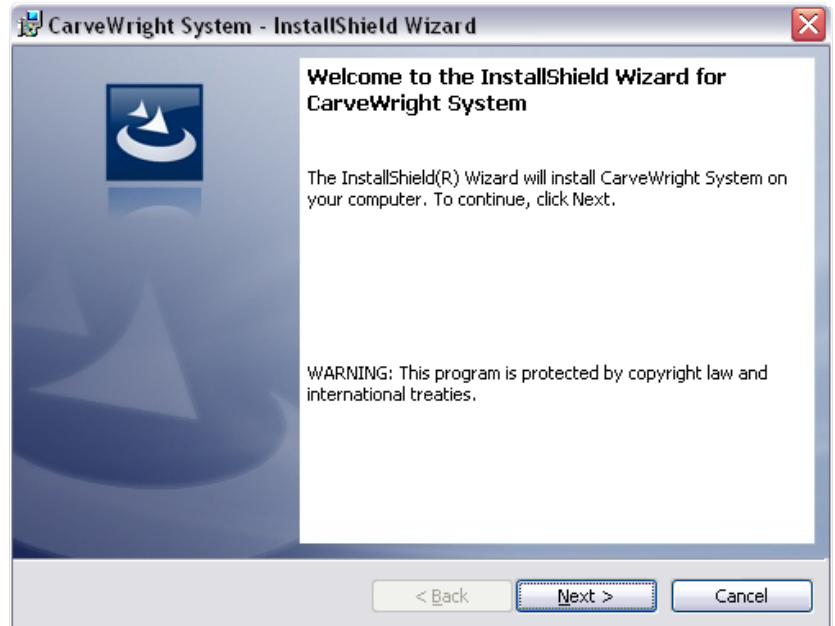 CarveWright System - InstallShield Wizard
Welcome to the InstallShield Wizard for
CarveWright System
The InstallShield(R) Wizard will install CarveWright System on
your computer. To continue, click Next.
WARNING: This program is protected by copyright law and
international treaties.
< Back
Next >
Cancel